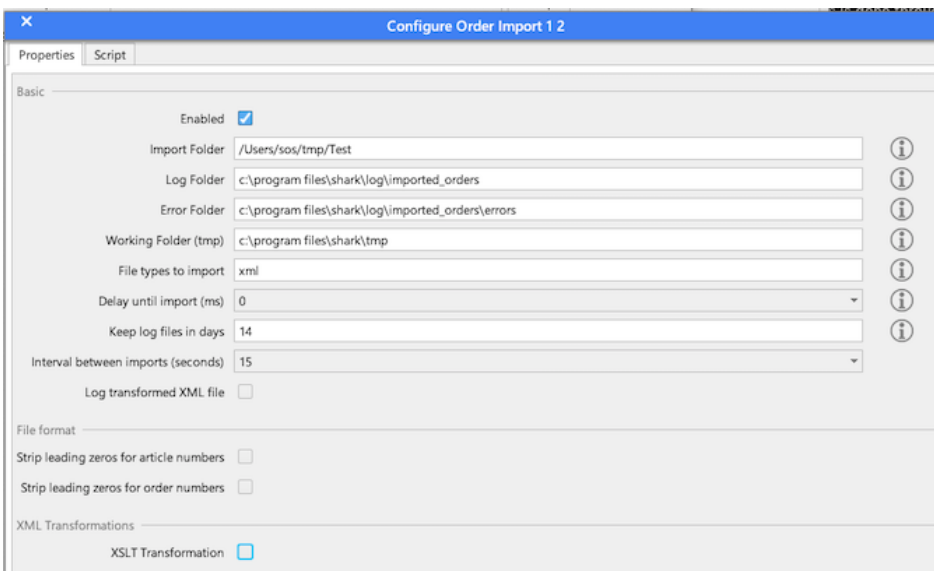 Configure Order Import 1 2
Properties Script
Basic
Enabled
Import Folder /Users/sos/tmp/Test
Log Folder c:\program files\shark\log\imported_orders
Error Folder c:\program files\shark\log\imported_orders\errors
Working Folder (tmp) c:\program files\shark\tmp
File types to import xml
Delay until import (ms) 0
Keep log files in days 14
Interval between imports (seconds) 15
Log transformed XML file
File format
Strip leading zeros for article numbers
Strip leading zeros for order numbers
XML Transformations
XSLT Transformation